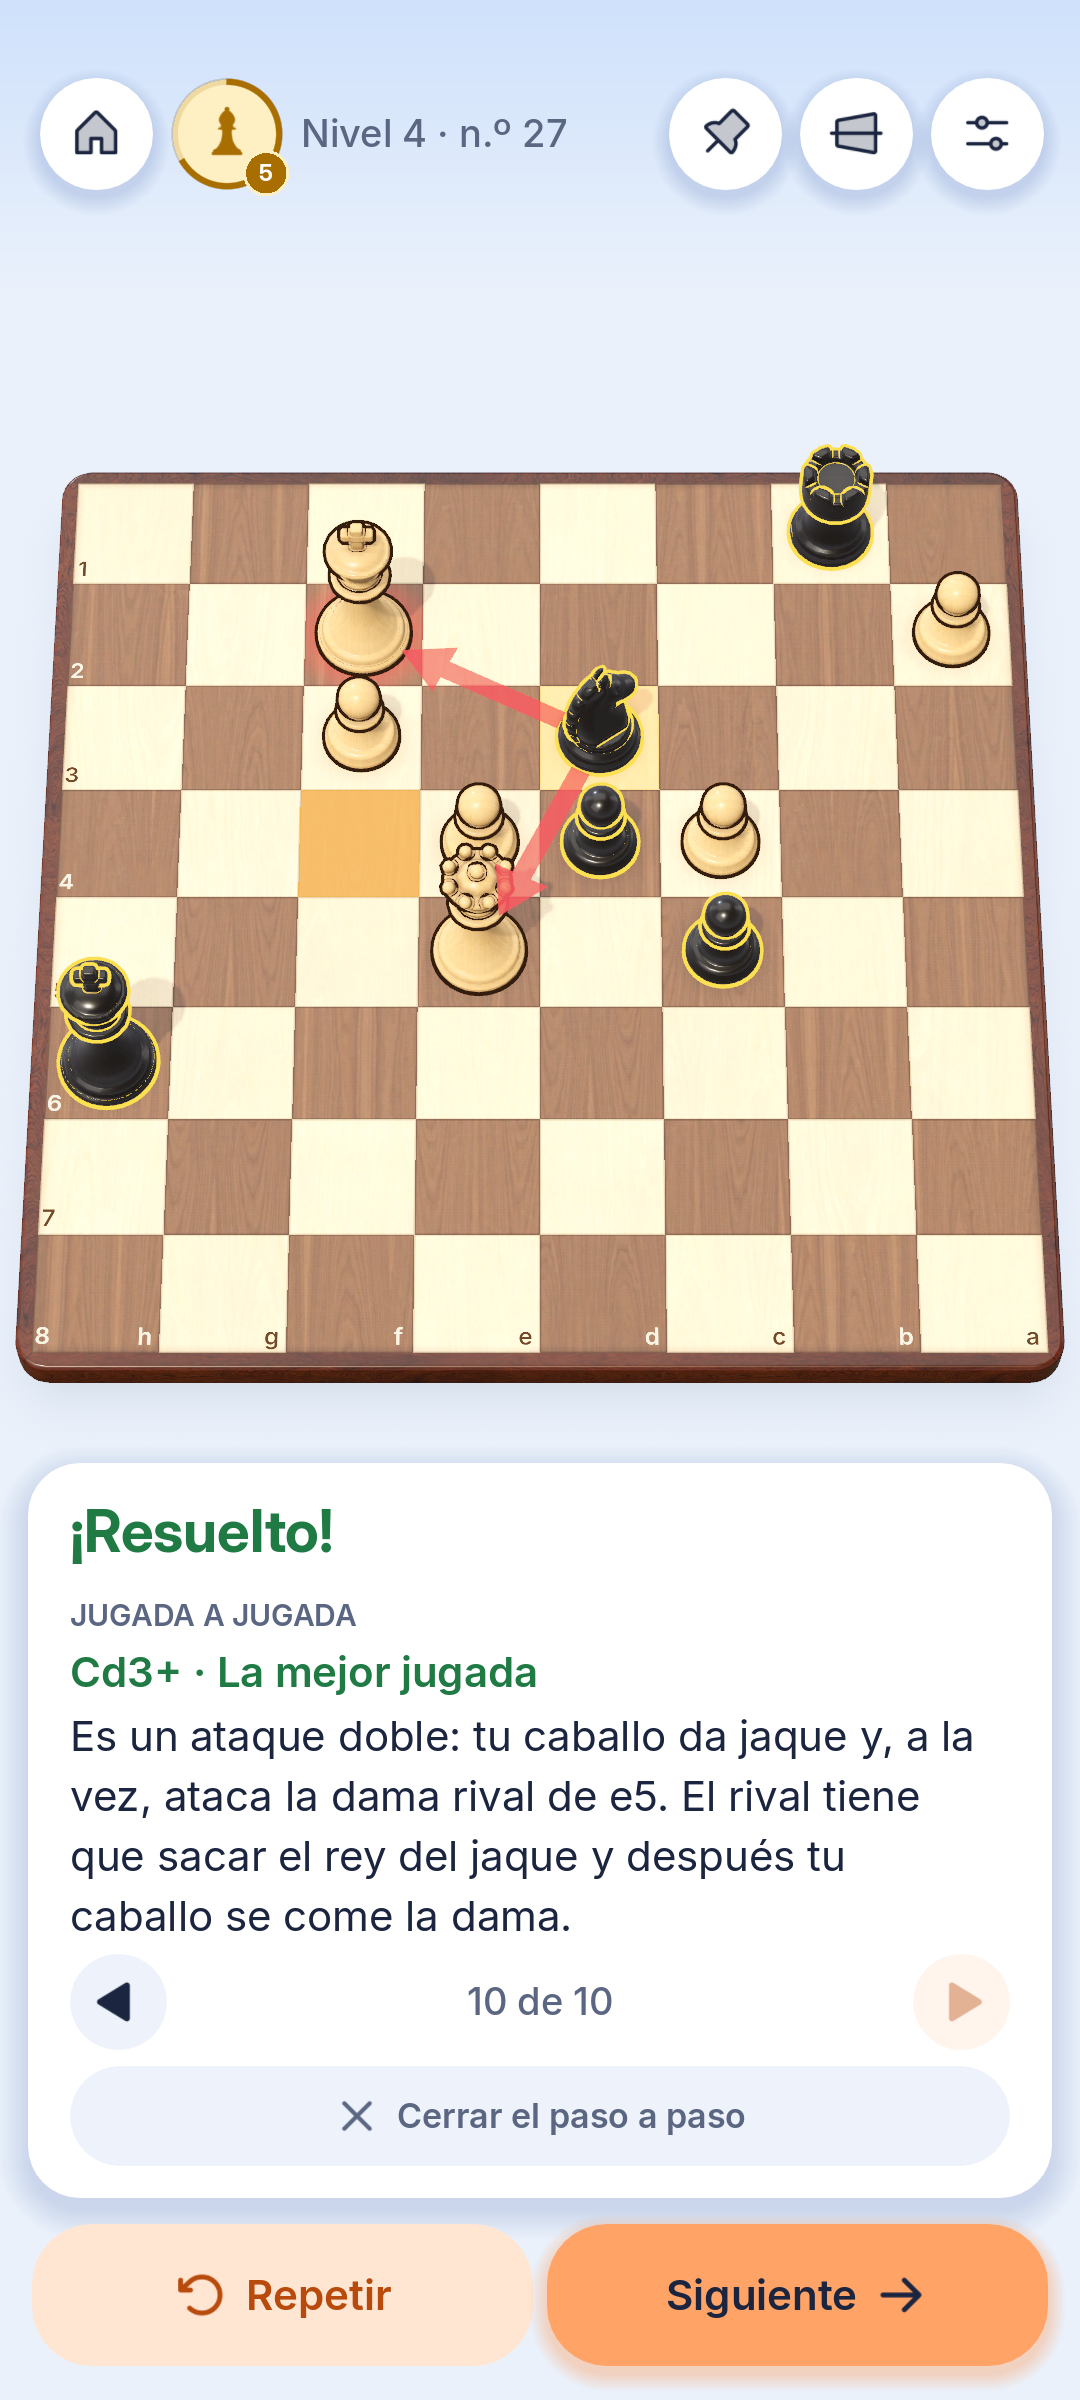 5
Nivel 4 · n.º 27
1
2
3
4
6
7
8 h g f e d c b a
¡Resuelto!
JUGADA A JUGADA
Cd3+ · La mejor jugada
Es un ataque doble: tu caballo da jaque y, a la
vez, ataca la dama rival de e5. El rival tiene
que sacar el rey del jaque y después tu
caballo se come la dama.
10 de 10
Cerrar el paso a paso
Repetir
Siguiente